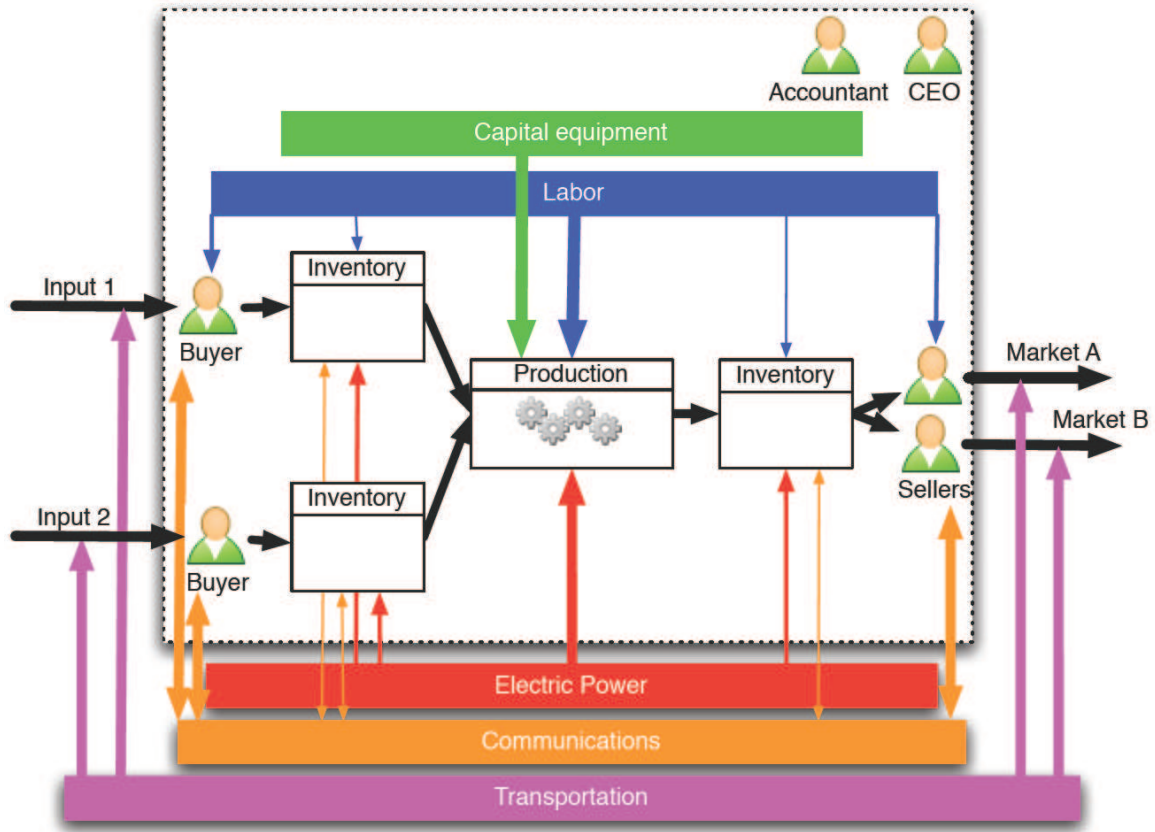 Accountant
CEO
Capital equipment
Labor
Inventory
Input 1
Buyer
Production
Inventory
Market A
Market B
Sellers
Inventory
Input 2
Buyer
Electric Power
Communications
Transportation